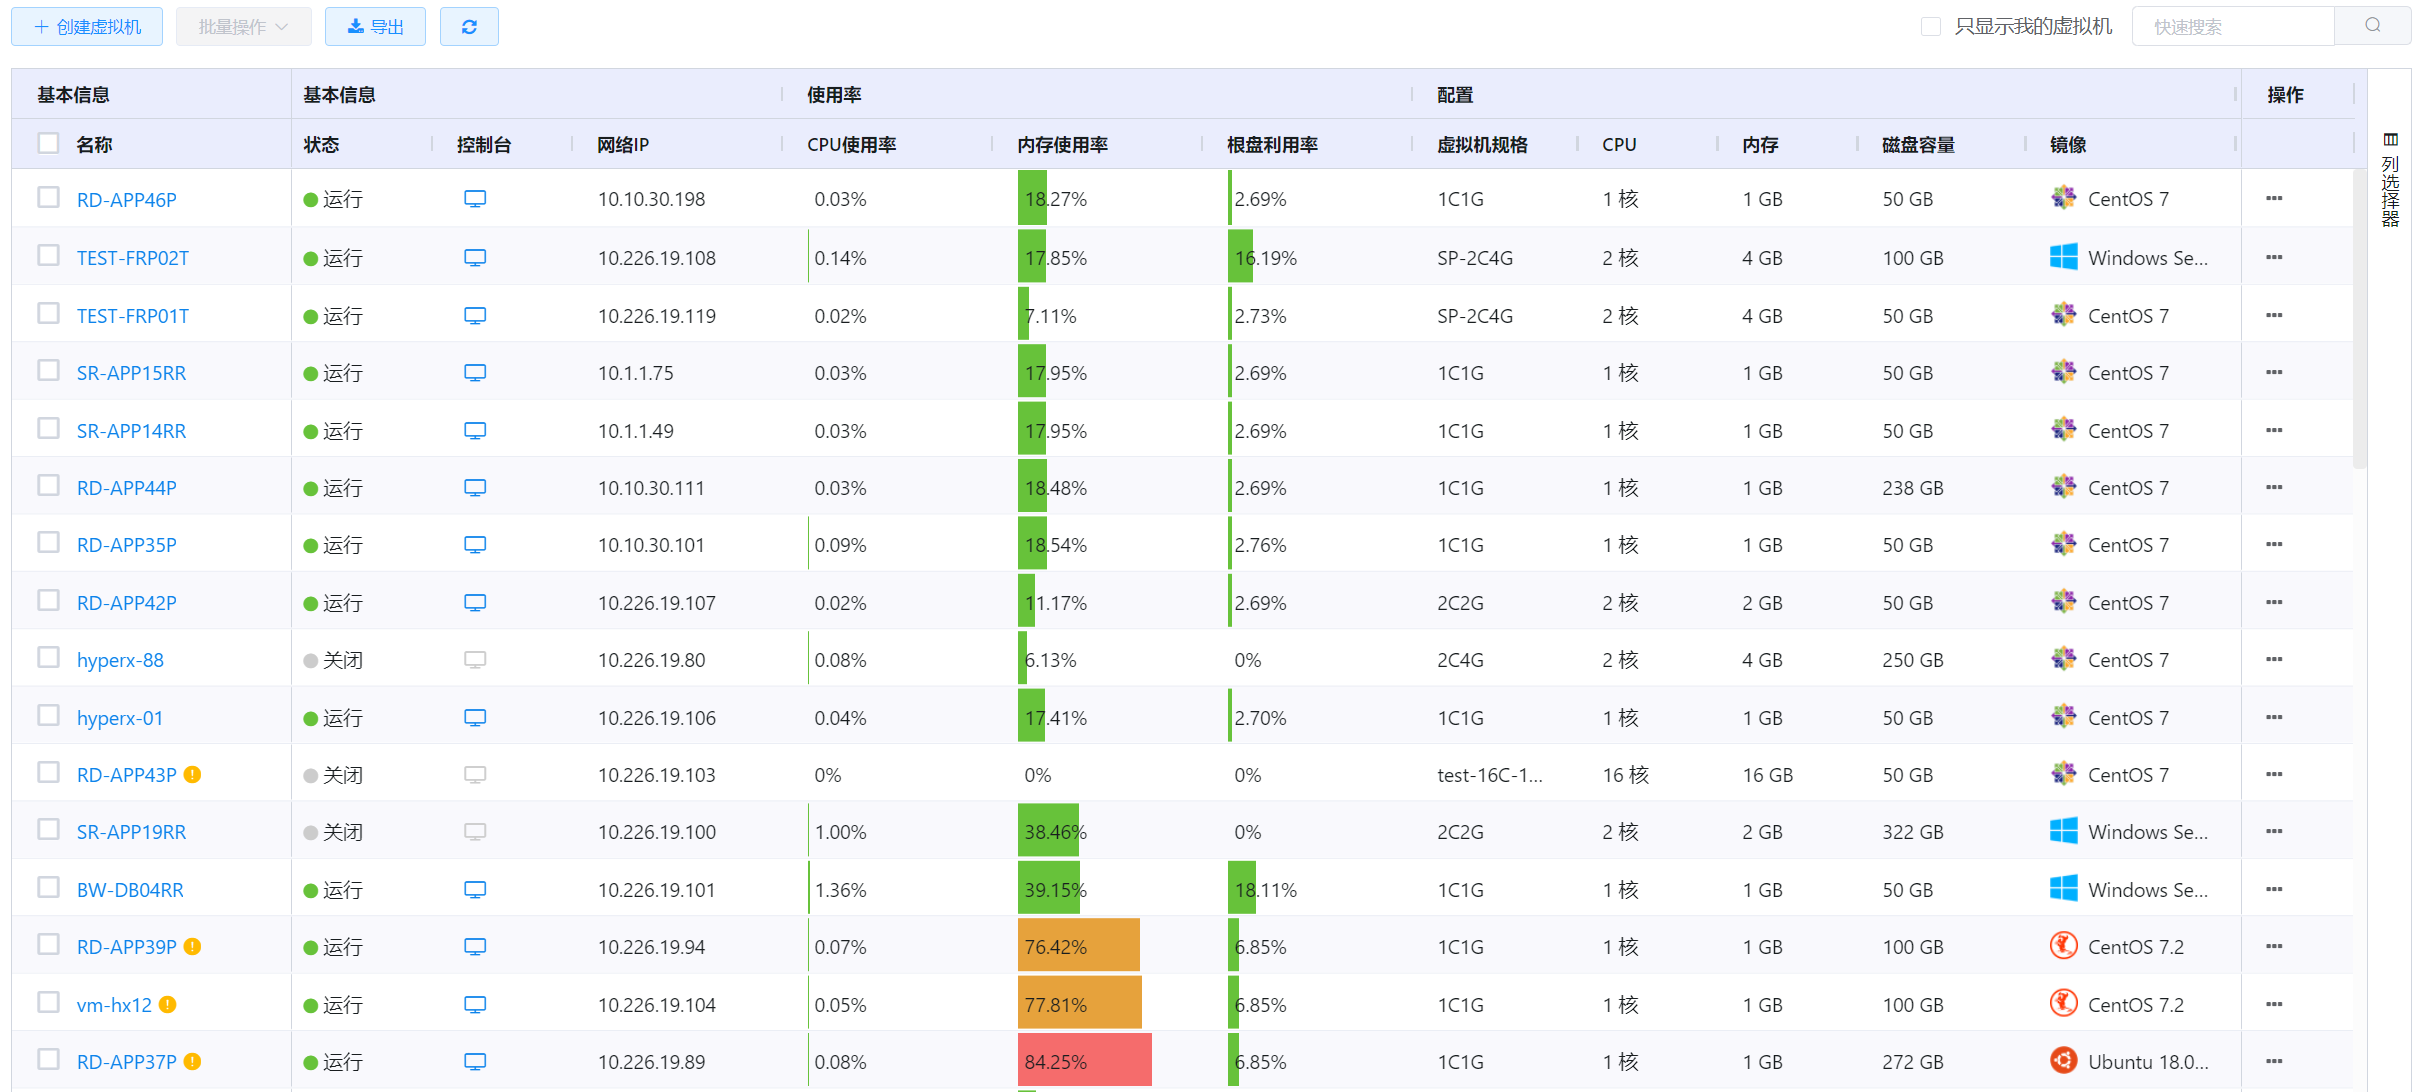 创建虚拟机 批量操作 导出 只显示我的虚拟机 快速搜索
基本信息 基本信息 使用率 配置 操作
名称 状态 控制台 网络IP CPU使用率 内存使用率 根盘利用率 虚拟机规格 CPU 内存 磁盘容量 镜像
列选择器
RD-APP46P 运行 10.10.30.198 0.03% 18.27% 2.69% 1C1G 1 核 1 GB 50 GB CentOS 7
TEST-FRP02T 运行 10.226.19.108 0.14% 17.85% 16.19% SP-2C4G 2 核 4 GB 100 GB Windows Se...
TEST-FRP01T 运行 10.226.19.119 0.02% 7.11% 2.73% SP-2C4G 2 核 4 GB 50 GB CentOS 7
SR-APP15RR 运行 10.1.1.75 0.03% 17.95% 2.69% 1C1G 1 核 1 GB 50 GB CentOS 7
SR-APP14RR 运行 10.1.1.49 0.03% 17.95% 2.69% 1C1G 1 核 1 GB 50 GB CentOS 7
RD-APP44P 运行 10.10.30.111 0.03% 18.48% 2.69% 1C1G 1 核 1 GB 238 GB CentOS 7
RD-APP35P 运行 10.10.30.101 0.09% 18.54% 2.76% 1C1G 1 核 1 GB 50 GB CentOS 7
RD-APP42P 运行 10.226.19.107 0.02% 11.17% 2.69% 2C2G 2 核 2 GB 50 GB CentOS 7
hyperx-88 关闭 10.226.19.80 0.08% 6.13% 0% 2C4G 2 核 4 GB 250 GB CentOS 7
hyperx-01 运行 10.226.19.106 0.04% 17.41% 2.70% 1C1G 1 核 1 GB 50 GB CentOS 7
RD-APP43P 关闭 10.226.19.103 0% 0% 0% test-16C-1... 16 核 16 GB 50 GB CentOS 7
SR-APP19RR 关闭 10.226.19.100 1.00% 38.46% 0% 2C2G 2 核 2 GB 322 GB Windows Se...
BW-DB04RR 运行 10.226.19.101 1.36% 39.15% 18.11% 1C1G 1 核 1 GB 50 GB Windows Se...
RD-APP39P 运行 10.226.19.94 0.07% 76.42% 6.85% 1C1G 1 核 1 GB 100 GB CentOS 7.2
vm-hx12 运行 10.226.19.104 0.05% 77.81% 6.85% 1C1G 1 核 1 GB 100 GB CentOS 7.2
RD-APP37P 运行 10.226.19.89 0.08% 84.25% 6.85% 1C1G 1 核 1 GB 272 GB Ubuntu 18.0...